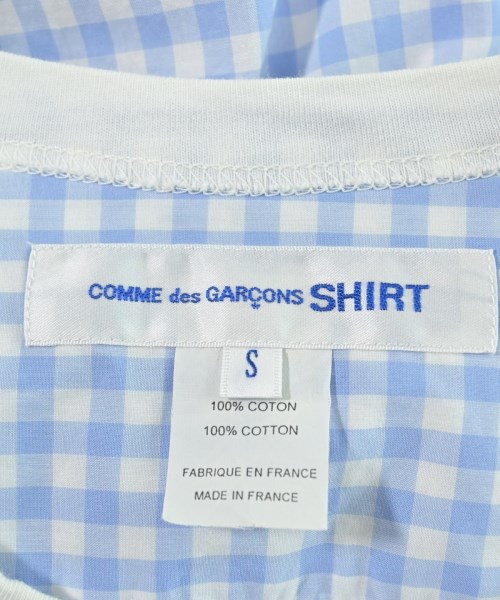 COMME des GARÇONS SHIRT
S
100% COTON
100% COTTON
FABRIQUE EN FRANCE
MADE IN FRANCE